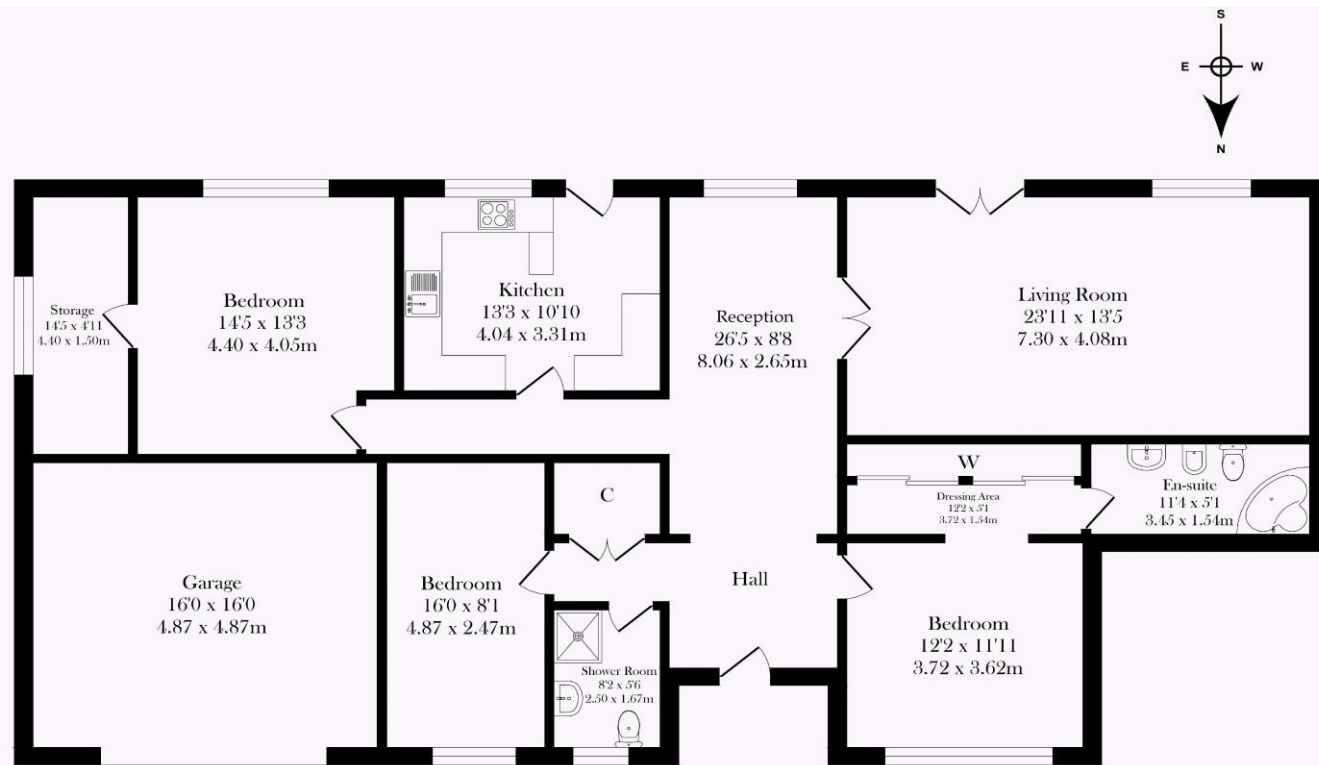 S
E W
N
Storage
14'5 x 4'11
4.40 x 1.50m
Bedroom
14'5 x 13'3
4.40 x 4.05m
Kitchen
13'3 x 10'10
4.04 x 3.31m
Reception
26'5 x 8'8
8.06 x 2.65m
Living Room
23'11 x 13'5
7.30 x 4.08m
W
Dressing Area
12'2 x 5'1
3.72 x 1.54m
En-suite
11'4 x 5'1
3.45 x 1.54m
C
Garage
16'0 x 16'0
4.87 x 4.87m
Bedroom
16'0 x 8'1
4.87 x 2.47m
Hall
Shower Room
8'2 x 5'6
2.50 x 1.67m
Bedroom
12'2 x 11'11
3.72 x 3.62m